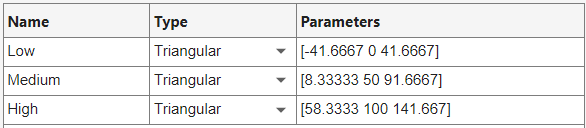 Name Type Parameters
Low Triangular [-41.6667 0 41.6667]
Medium Triangular [8.33333 50 91.6667]
High Triangular [58.3333 100 141.667]